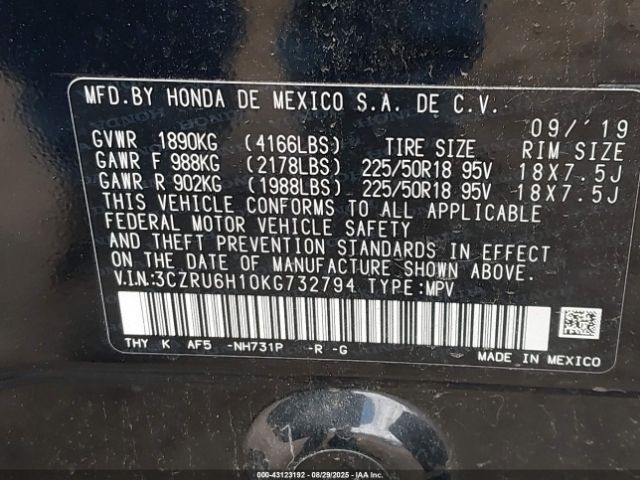 MFD.BY HONDA DE MEXICO S.A. DE C.V.
09/'19
GVWR 1890KG (4166LBS) TIRE SIZE RIM SIZE
GAWR F 988KG (2178LBS) 225/50R18 95V 18X7.5J
GAWR R 902KG (1988LBS) 225/50R18 95V 18X7.5J
THIS VEHICLE CONFORMS TO ALL APPLICABLE
FEDERAL MOTOR VEHICLE SAFETY
AND THEFT PREVENTION STANDARDS IN EFFECT
ON THE DATE OF MANUFACTURE SHOWN ABOVE.
V.I.N:3CZRU6H10KG732794 TYPE:MPV
THY K AF5 -NH731P -R -G
MADE IN MEXICO
000-43123192 - 08/29/2025 - IAAI.COM